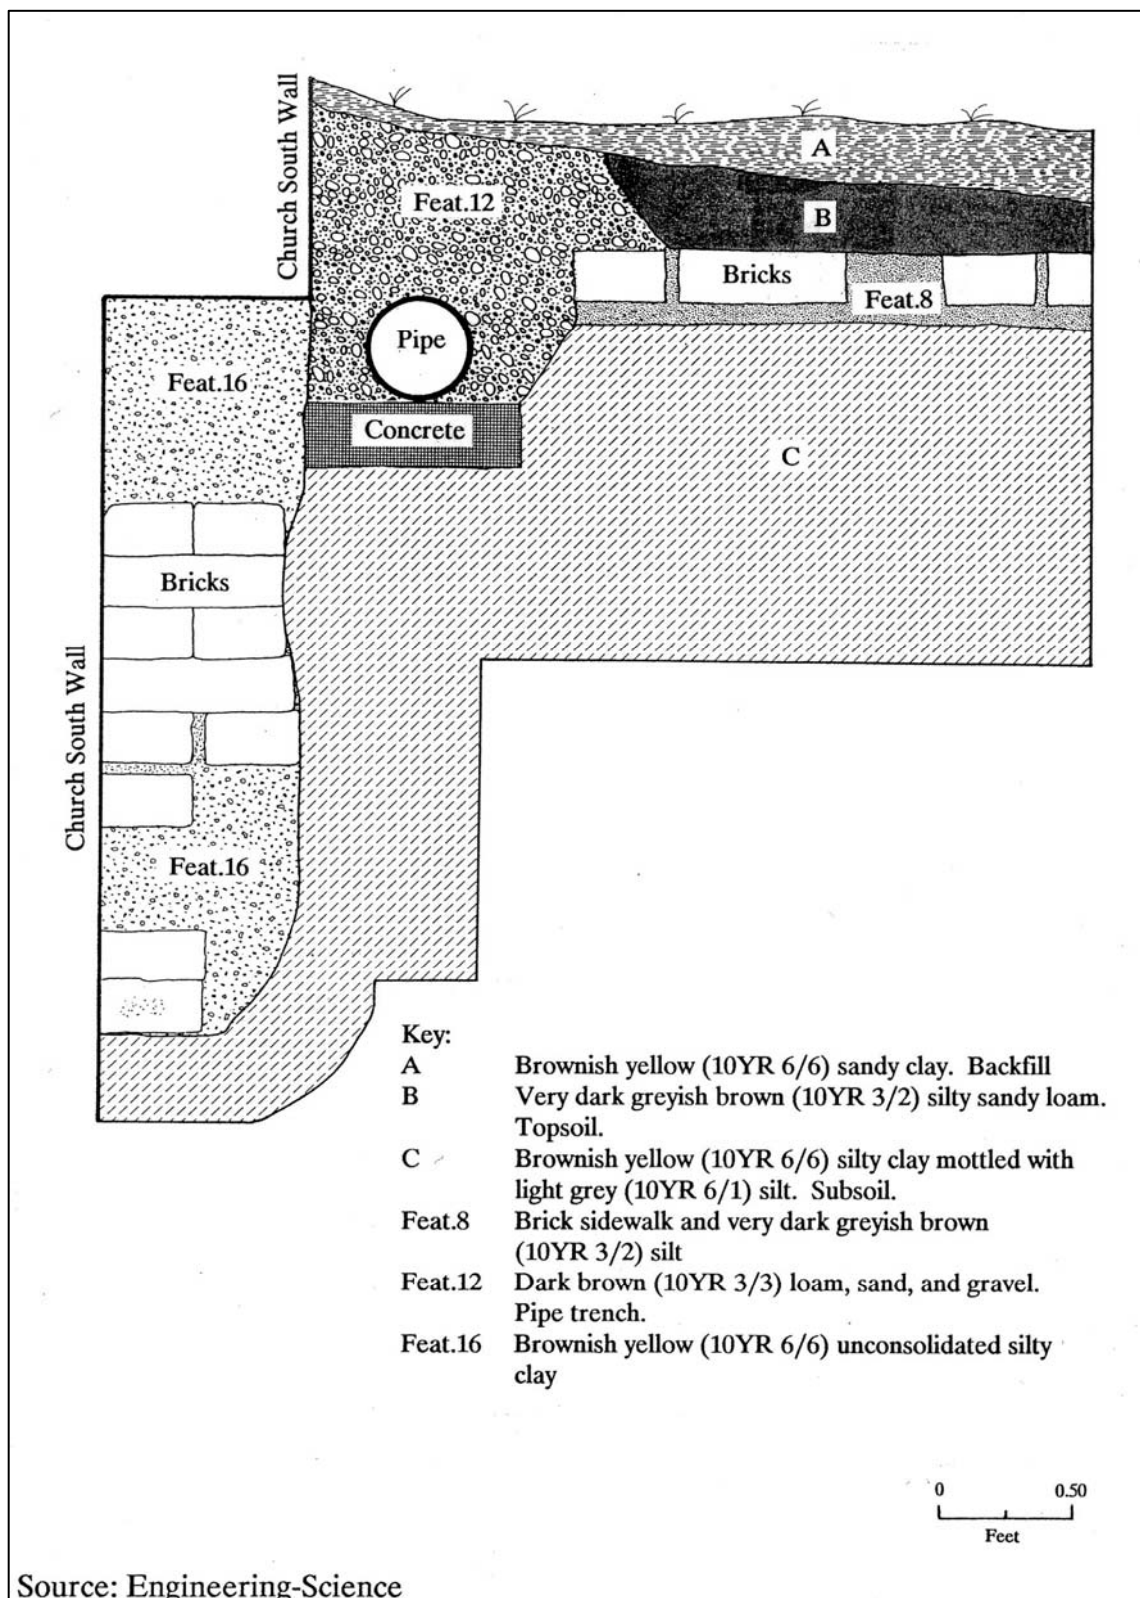 Church South Wall
A
Feat.12
B
Bricks
Feat.8
Pipe
Feat.16
Concrete
C
Bricks
Church South Wall
Feat.16
Key:
A Brownish yellow (10YR 6/6) sandy clay. Backfill
B Very dark greyish brown (10YR 3/2) silty sandy loam.
Topsoil.
C Brownish yellow (10YR 6/6) silty clay mottled with
light grey (10YR 6/1) silt. Subsoil.
Feat.8 Brick sidewalk and very dark greyish brown
(10YR 3/2) silt
Feat.12 Dark brown (10YR 3/3) loam, sand, and gravel.
Pipe trench.
Feat.16 Brownish yellow (10YR 6/6) unconsolidated silty
clay
0 0.50
Feet
Source: Engineering-Science